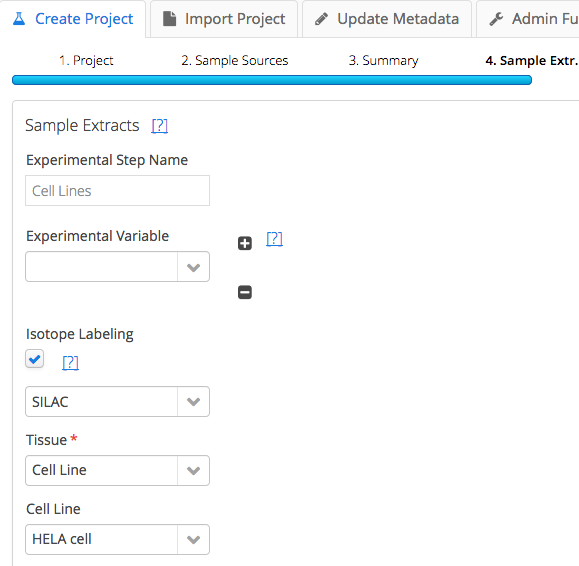 Create Project Import Project Update Metadata Admin Fu
1. Project 2. Sample Sources 3. Summary 4. Sample Extr.
Sample Extracts [?]
Experimental Step Name
Cell Lines
Experimental Variable
[?]
Isotope Labeling
[?]
SILAC
Tissue *
Cell Line
Cell Line
HELA cell